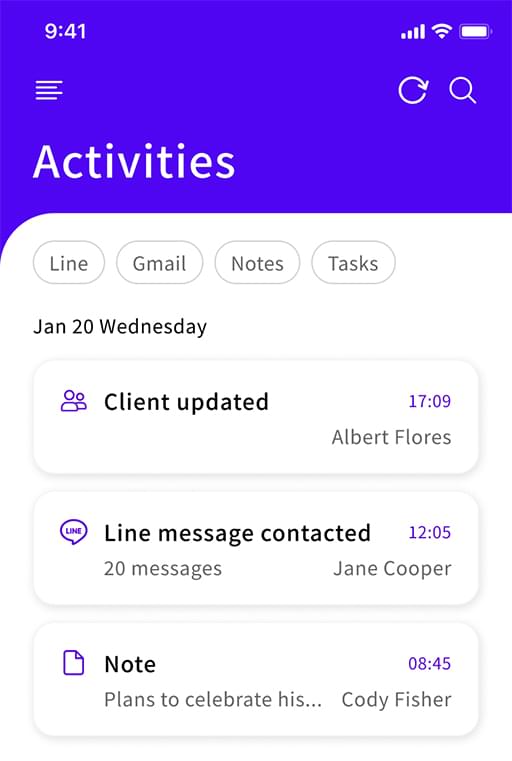 9:41
Activities
Line Gmail Notes Tasks
Jan 20 Wednesday
Client updated 17:09
Albert Flores
LINE Line message contacted 12:05
20 messages Jane Cooper
Note 08:45
Plans to celebrate his... Cody Fisher